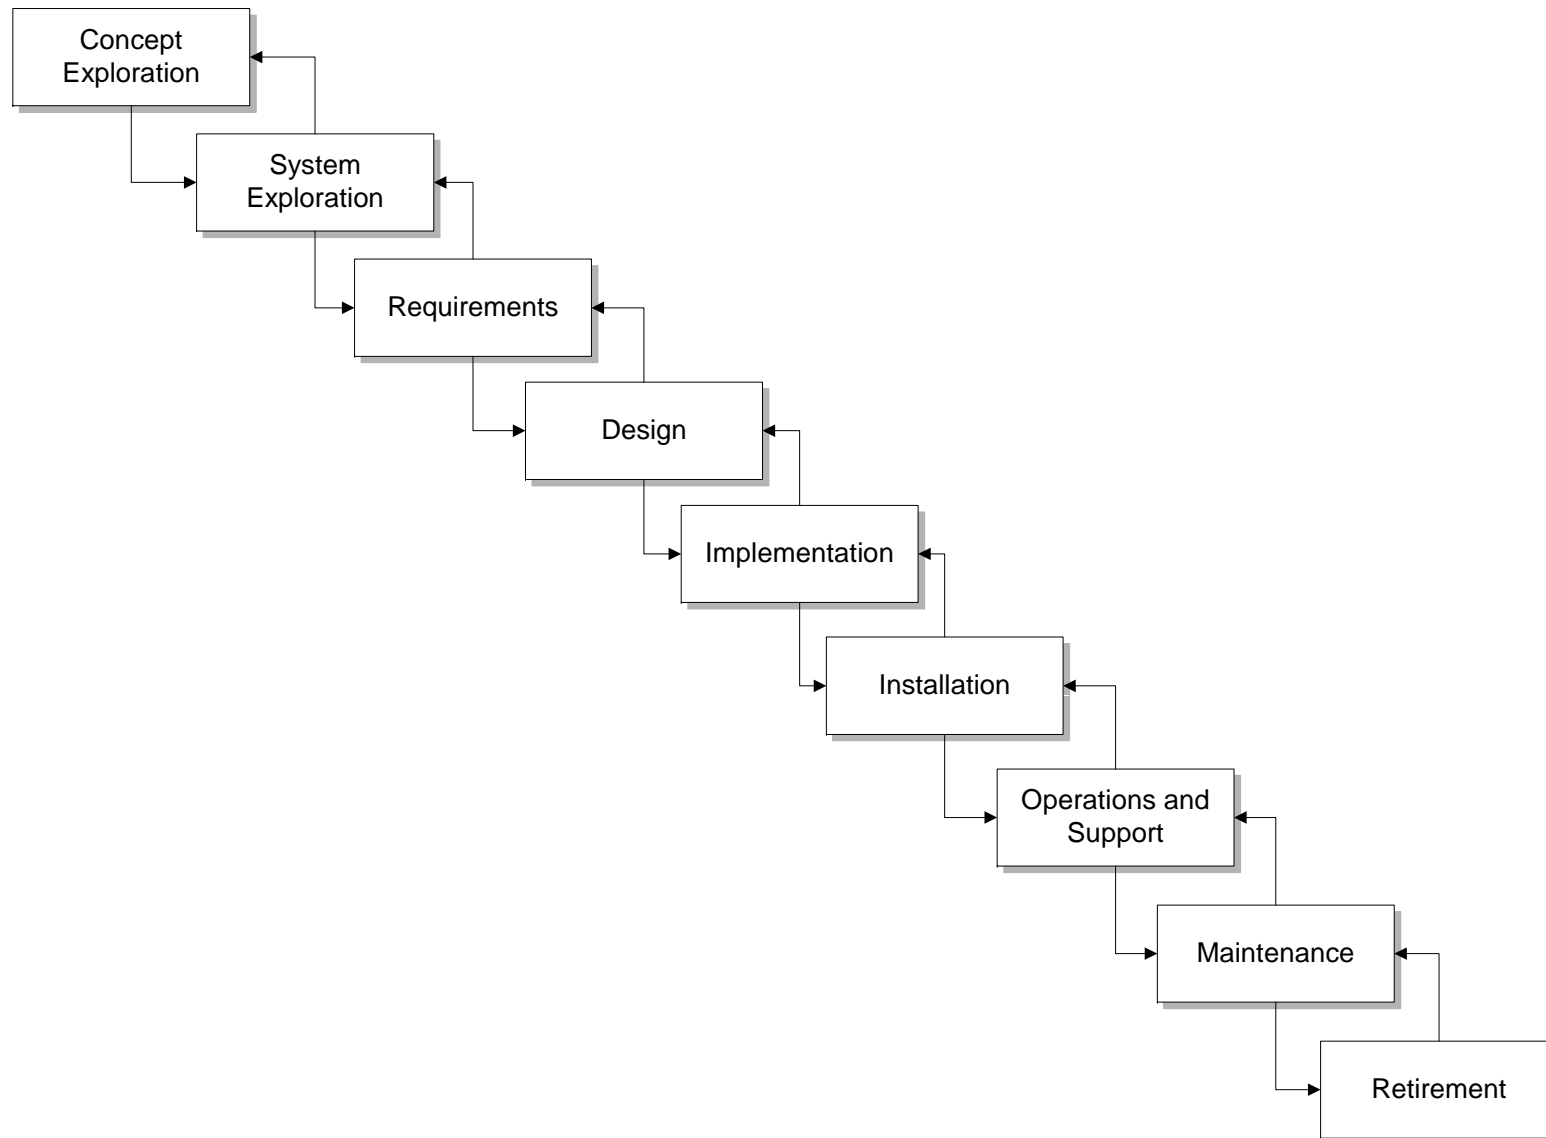 Concept
Exploration
System
Exploration
Requirements
Design
Implementation
Installation
Operations and
Support
Maintenance
Retirement